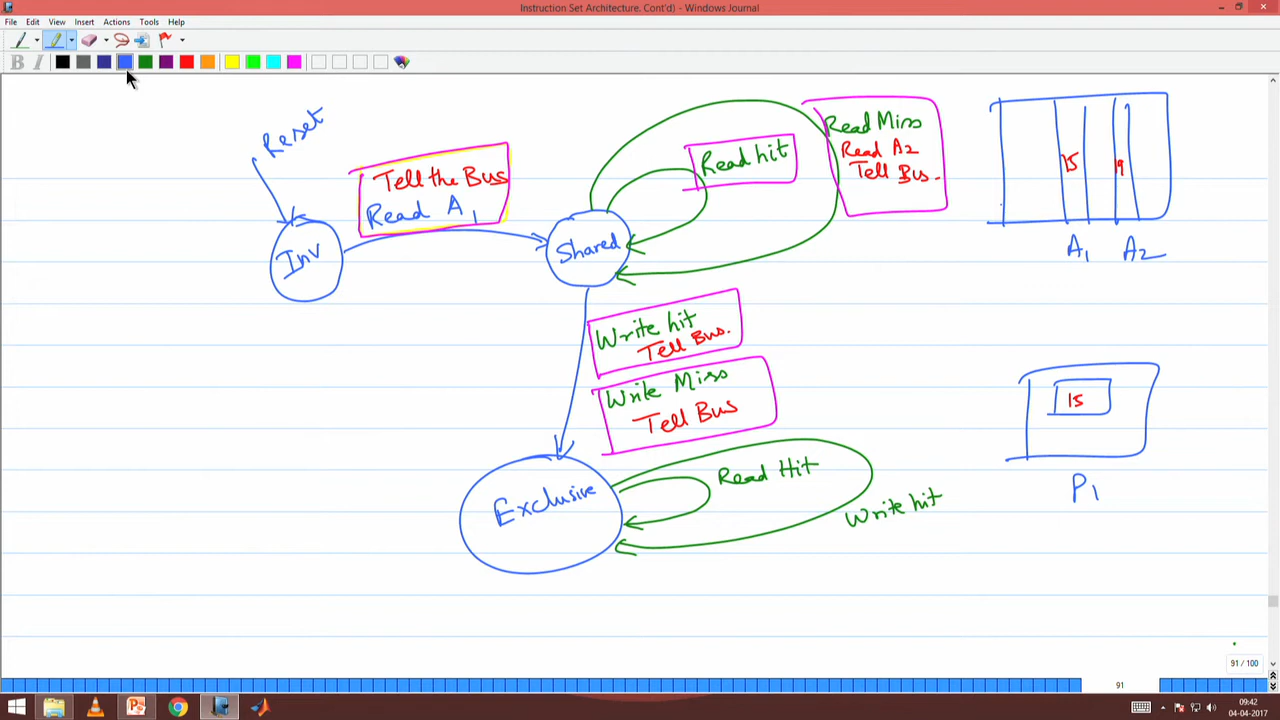 Instruction Set Architecture. Cont'd) - Windows Journal
File Edit View Insert Actions Tools Help
B I
Reset
Tell the Bus
Read A1
Inv
Shared
Read hit
Read Miss
Read A2
Tell Bus.
15 19
A1 A2
Write hit
Tell Bus.
Write Miss
Tell Bus
Exclusive
Read Hit
Write hit
15
P1
91 / 100
91
09:42
04-04-2017